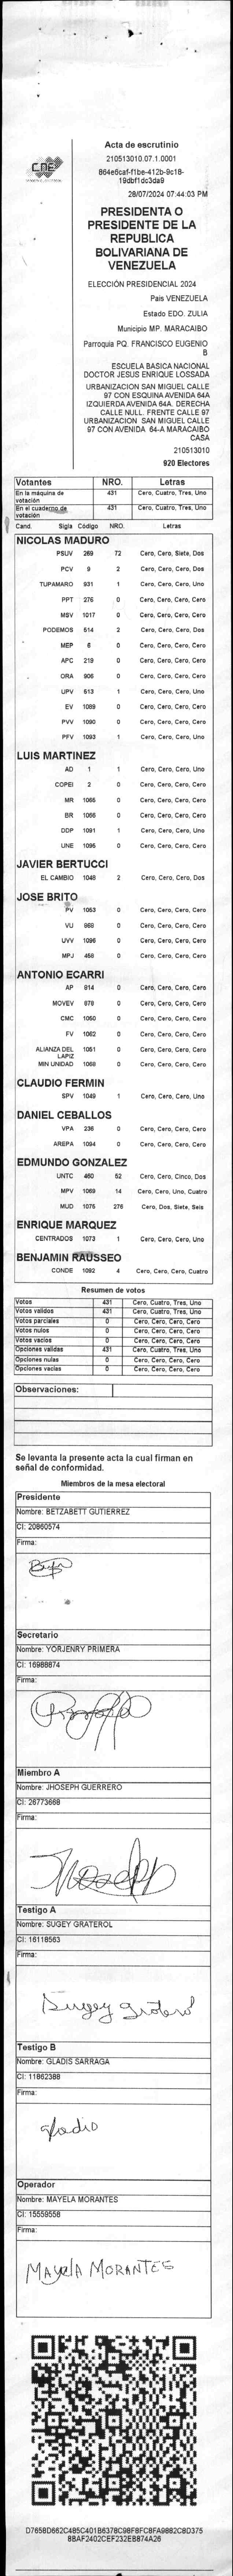 CNE
Acta de escrutinio
210513010.07.1.0001
864e6caf-f1be-412b-9c18-
19dbf1dc3da9
28/07/2024 07:44:03 PM
PRESIDENTA O
PRESIDENTE DE LA
REPUBLICA
BOLIVARIANA DE
VENEZUELA
ELECCIÓN PRESIDENCIAL 2024
Pais VENEZUELA
Estado EDO. ZULIA
Municipio MP. MARACAIBO
Parroquia PQ. FRANCISCO EUGENIO
B
ESCUELA BASICA NACIONAL
DOCTOR JESUS ENRIQUE LOSSADA
URBANIZACION SAN MIGUEL CALLE
97 CON ESQUINA AVENIDA 64A
IZQUIERDA AVENIDA 64A. DERECHA
CALLE NULL. FRENTE CALLE 97
URBANIZACION SAN MIGUEL CALLE
97 CON AVENIDA 64-A MARACAIBO
CASA
210513010
920 Electores
Votantes NRO. Letras
En la máquina de votación 431 Cero, Cuatro, Tres, Uno
En el cuaderno de votación 431 Cero, Cuatro, Tres, Uno
Cand. Sigla Código NRO. Letras
NICOLAS MADURO
PSUV 269 72 Cero, Cero, Siete, Dos
PCV 9 2 Cero, Cero, Cero, Dos
TUPAMARO 931 1 Cero, Cero, Cero, Uno
PPT 276 0 Cero, Cero, Cero, Cero
MSV 1017 0 Cero, Cero, Cero, Cero
PODEMOS 514 2 Cero, Cero, Cero, Dos
MEP 6 0 Cero, Cero, Cero, Cero
APC 219 0 Cero, Cero, Cero, Cero
ORA 906 0 Cero, Cero, Cero, Cero
UPV 613 1 Cero, Cero, Cero, Uno
EV 1089 0 Cero, Cero, Cero, Cero
PVV 1090 0 Cero, Cero, Cero, Cero
PFV 1093 1 Cero, Cero, Cero, Uno
LUIS MARTINEZ
AD 1 1 Cero, Cero, Cero, Uno
COPEI 2 0 Cero, Cero, Cero, Cero
MR 1065 0 Cero, Cero, Cero, Cero
BR 1066 0 Cero, Cero, Cero, Cero
DDP 1091 1 Cero, Cero, Cero, Uno
UNE 1095 0 Cero, Cero, Cero, Cero
JAVIER BERTUCCI
EL CAMBIO 1048 2 Cero, Cero, Cero, Dos
JOSE BRITO
PV 1053 0 Cero, Cero, Cero, Cero
VU 869 0 Cero, Cero, Cero, Cero
UVV 1096 0 Cero, Cero, Cero, Cero
MPJ 458 0 Cero, Cero, Cero, Cero
ANTONIO ECARRI
AP 914 0 Cero, Cero, Cero, Cero
MOVEV 978 0 Cero, Cero, Cero, Cero
CMC 1050 0 Cero, Cero, Cero, Cero
FV 1062 0 Cero, Cero, Cero, Cero
ALIANZA DEL LAPIZ 1051 0 Cero, Cero, Cero, Cero
MIN UNIDAD 1069 0 Cero, Cero, Cero, Cero
CLAUDIO FERMIN
SPV 1049 1 Cero, Cero, Cero, Uno
DANIEL CEBALLOS
VPA 236 0 Cero, Cero, Cero, Cero
AREPA 1094 0 Cero, Cero, Cero, Cero
EDMUNDO GONZALEZ
UNTC 460 52 Cero, Cero, Cinco, Dos
MPV 1069 14 Cero, Cero, Uno, Cuatro
MUD 1075 276 Cero, Dos, Siete, Seis
ENRIQUE MARQUEZ
CENTRADOS 1073 1 Cero, Cero, Cero, Uno
BENJAMIN RAUSSEO
CONDE 1092 4 Cero, Cero, Cero, Cuatro
Resumen de votos
Votos 431 Cero, Cuatro, Tres, Uno
Votos validos 431 Cero, Cuatro, Tres, Uno
Votos parciales 0 Cero, Cero, Cero, Cero
Votos nulos 0 Cero, Cero, Cero, Cero
Votos vacios 0 Cero, Cero, Cero, Cero
Opciones validas 431 Cero, Cuatro, Tres, Uno
Opciones nulas 0 Cero, Cero, Cero, Cero
Opciones vacias 0 Cero, Cero, Cero, Cero
Observaciones:
Se levanta la presente acta la cual firman en
señal de conformidad.
Miembros de la mesa electoral
Presidente
Nombre: BETZABETT GUTIERREZ
CI: 20860574
Firma:
Secretario
Nombre: YORJENRY PRIMERA
CI: 16988874
Firma:
Miembro A
Nombre: JHOSEPH GUERRERO
CI: 26773668
Firma:
Testigo A
Nombre: SUGEY GRATEROL
CI: 16118563
Firma:
Sugey Graterol
Testigo B
Nombre: GLADIS SARRAGA
CI: 11862388
Firma:
Operador
Nombre: MAYELA MORANTES
CI: 15559558
Firma:
MAYELA MORANTES
D7658D662C485C401B6378C98F8FC8FA9882C8D375
8BAF2402CEF232EB874A26